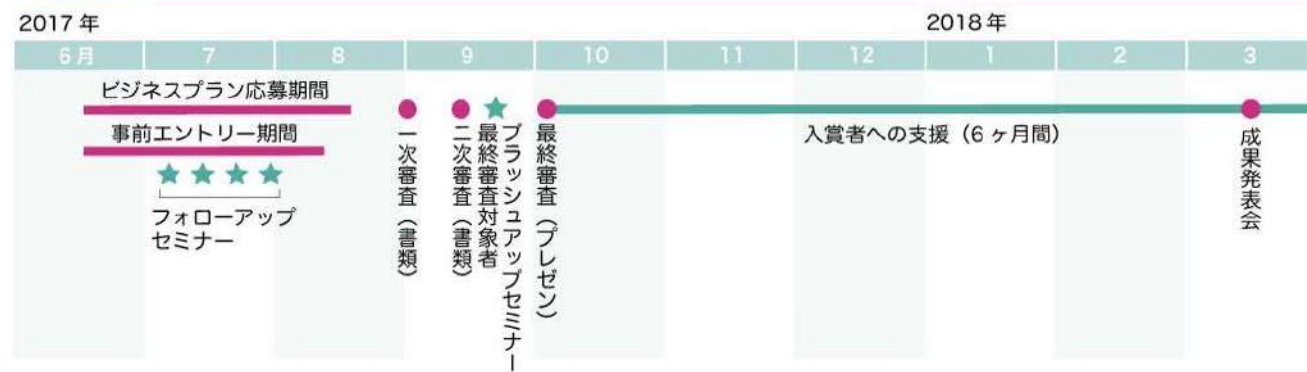 2017年
2018年
6月 7 8 9 10 11 12 1 2 3
ビジネスプラン応募期間
事前エントリー期間
フォローアップ
セミナー
一次審査（書類）
二次審査（書類）
最終審査対象者
ブラッシュアップセミナー
最終審査（プレゼン）
入賞者への支援（6ヶ月間）
成果発表会